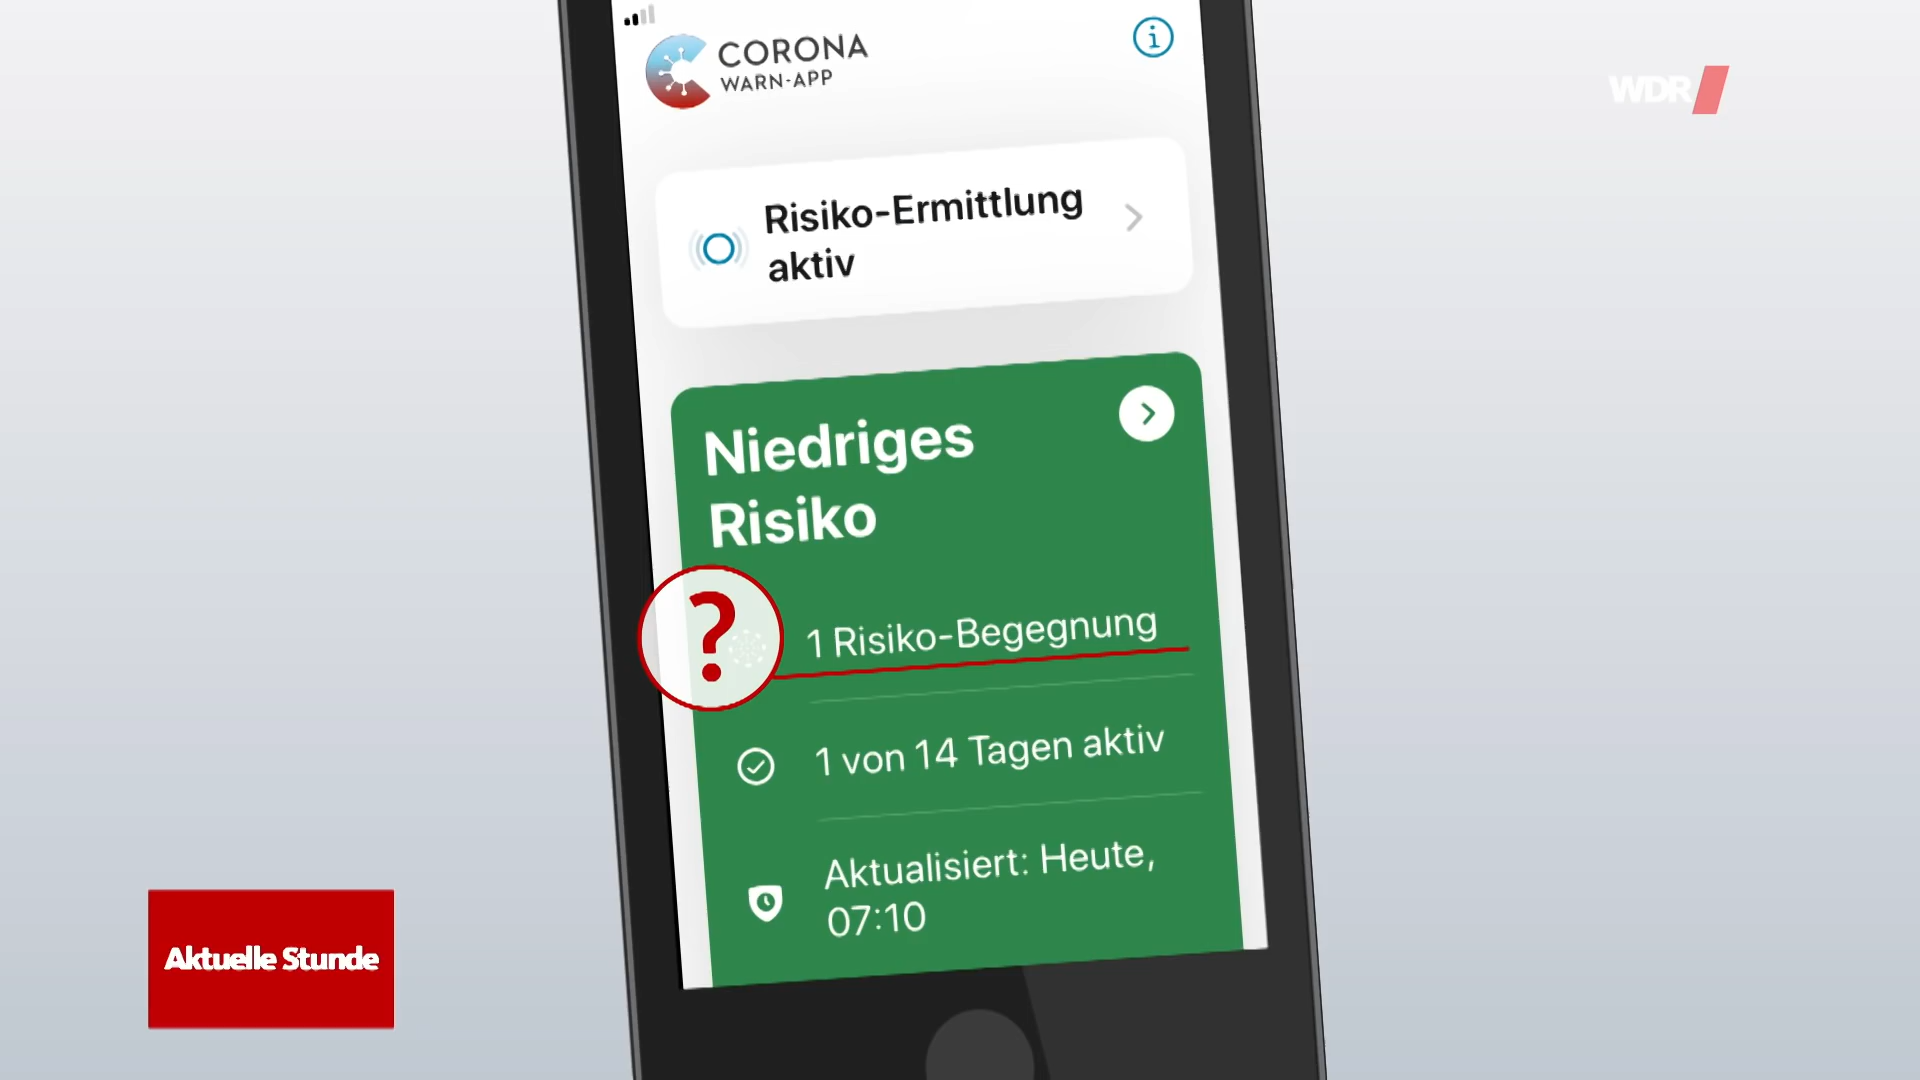 CORONA
WARN-APP
WDR
Risiko-Ermittlung
aktiv
Niedriges
Risiko
?
1 Risiko-Begegnung
1 von 14 Tagen aktiv
Aktualisiert: Heute,
07:10
Aktuelle Stunde